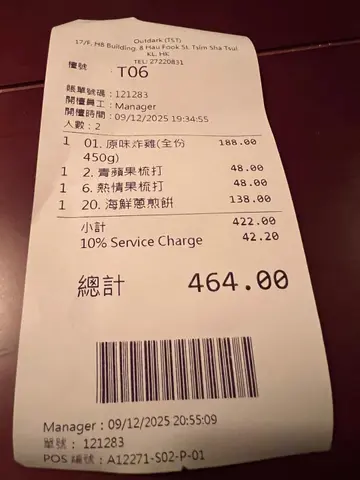 Outdark (TST)
17/F, H8 Building, 8 Hau Fook St. Tsim Sha Tsui
KL, HK
TEL: 27220831
檯號 T06
帳單號碼：121283
開檯員工：Manager
開檯時間：09/12/2025 19:34:55
人數：2
1 01. 原味炸雞(全份 188.00
450g)
1 2. 青蘋果梳打 48.00
1 6. 熱情果梳打 48.00
1 20. 海鮮蔥煎餅 138.00
小計 422.00
10% Service Charge 42.20
總計 464.00
Manager：09/12/2025 20:55:09
單號： 121283
POS 編號：A12271-S02-P-01